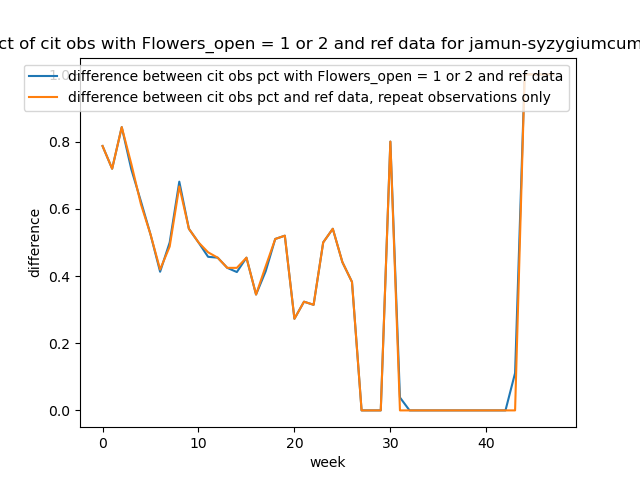 ct of cit obs with Flowers_open = 1 or 2 and ref data for jamun-syzygiumcum
difference between cit obs pct with Flowers_open = 1 or 2 and ref data
difference between cit obs pct and ref data, repeat observations only
1.0
0.8
0.6
0.4
0.2
0.0
difference
0 10 20 30 40
week